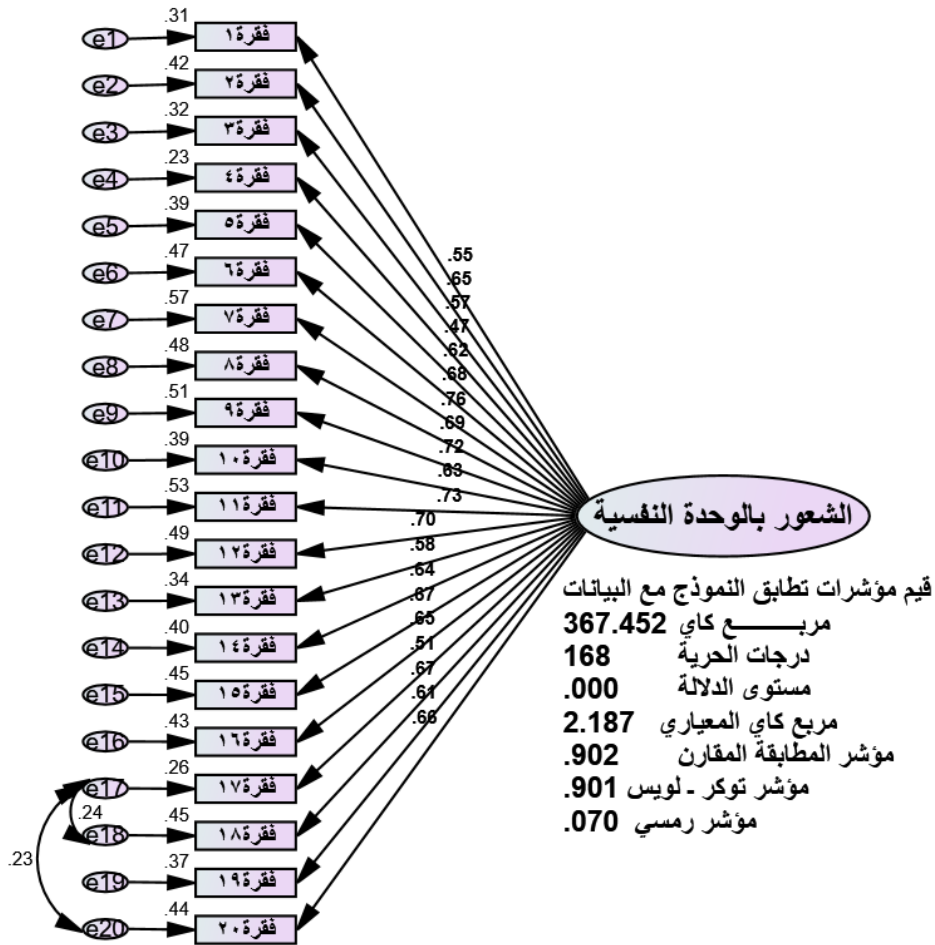 .31
e1 فقرة١
.42
e2 فقرة٢
.32
e3 فقرة٣
.23
e4 فقرة٤
.39
e5 فقرة٥
.47
e6 فقرة٦
.57
e7 فقرة٧
.48
e8 فقرة٨
.51
e9 فقرة٩
.39
e10 فقرة١٠
.53
e11 فقرة١١
.49
e12 فقرة١٢
.34
e13 فقرة١٣
.40
e14 فقرة١٤
.45
e15 فقرة١٥
.43
e16 فقرة١٦
.26
e17 فقرة١٧
.24
.45
e18 فقرة١٨
.23
.37
e19 فقرة١٩
.44
e20 فقرة٢٠
.55
.65
.57
.47
.62
.68
.76
.69
.72
.63
.73
.70
.58
.64
.67
.65
.51
.67
.61
.66
الشعور بالوحدة النفسية
قيم مؤشرات تطابق النموذج مع البيانات
مربـــــــع كاي 367.452
درجات الحرية 168
مستوى الدلالة .000
مربع كاي المعياري 2.187
مؤشر المطابقة المقارن .902
مؤشر توكر ـ لويس .901
مؤشر رمسي .070